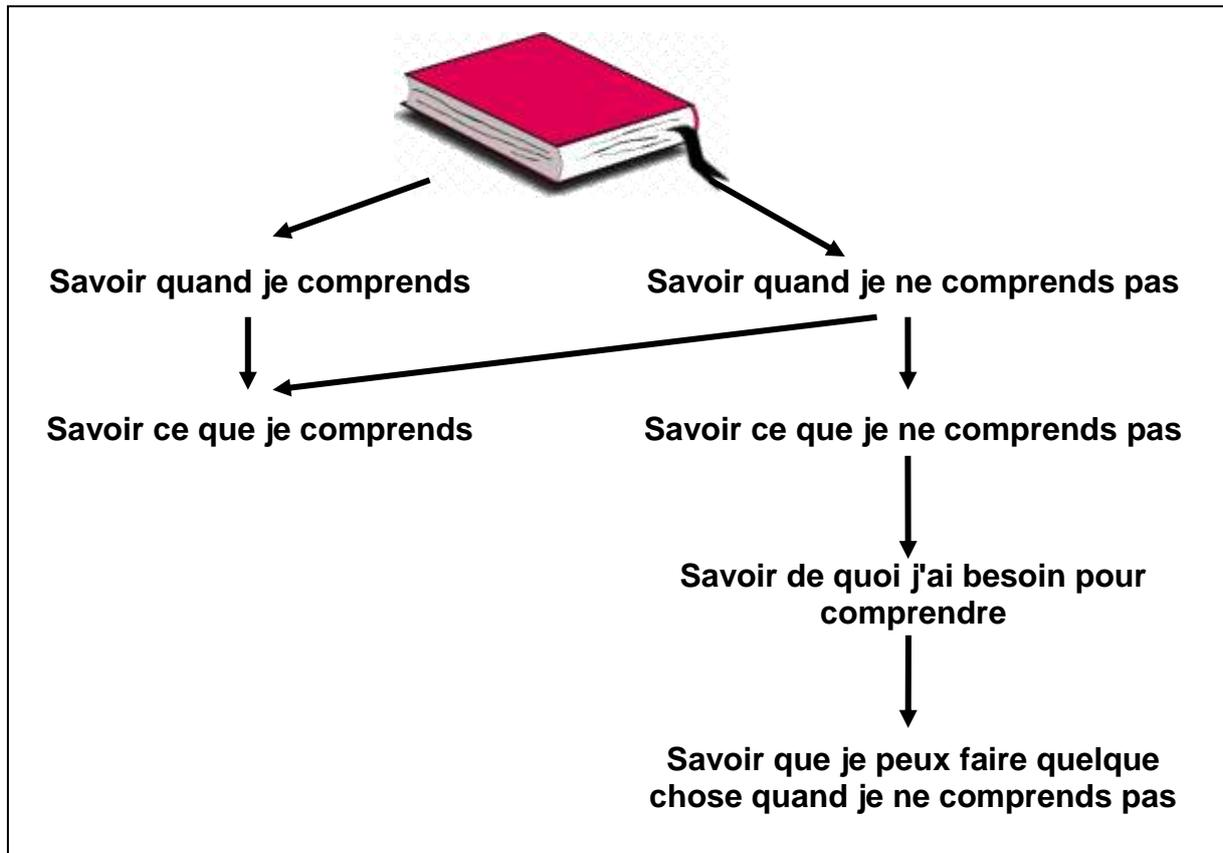 Savoir quand je comprends
Savoir quand je ne comprends pas
Savoir ce que je comprends
Savoir ce que je ne comprends pas
Savoir de quoi j'ai besoin pour
comprendre
Savoir que je peux faire quelque
chose quand je ne comprends pas